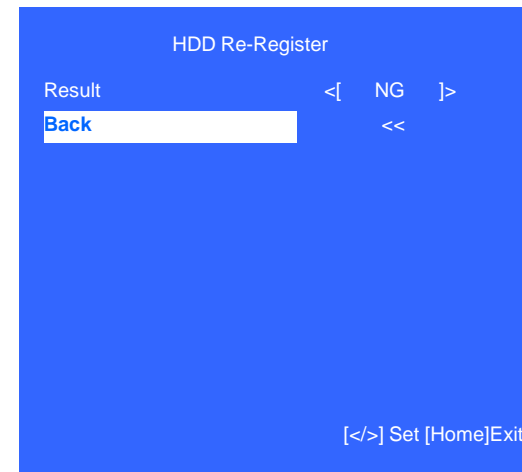 HDD Re-Register
Result <[ NG ]>
Back <<
[</>] Set [Home]Exit